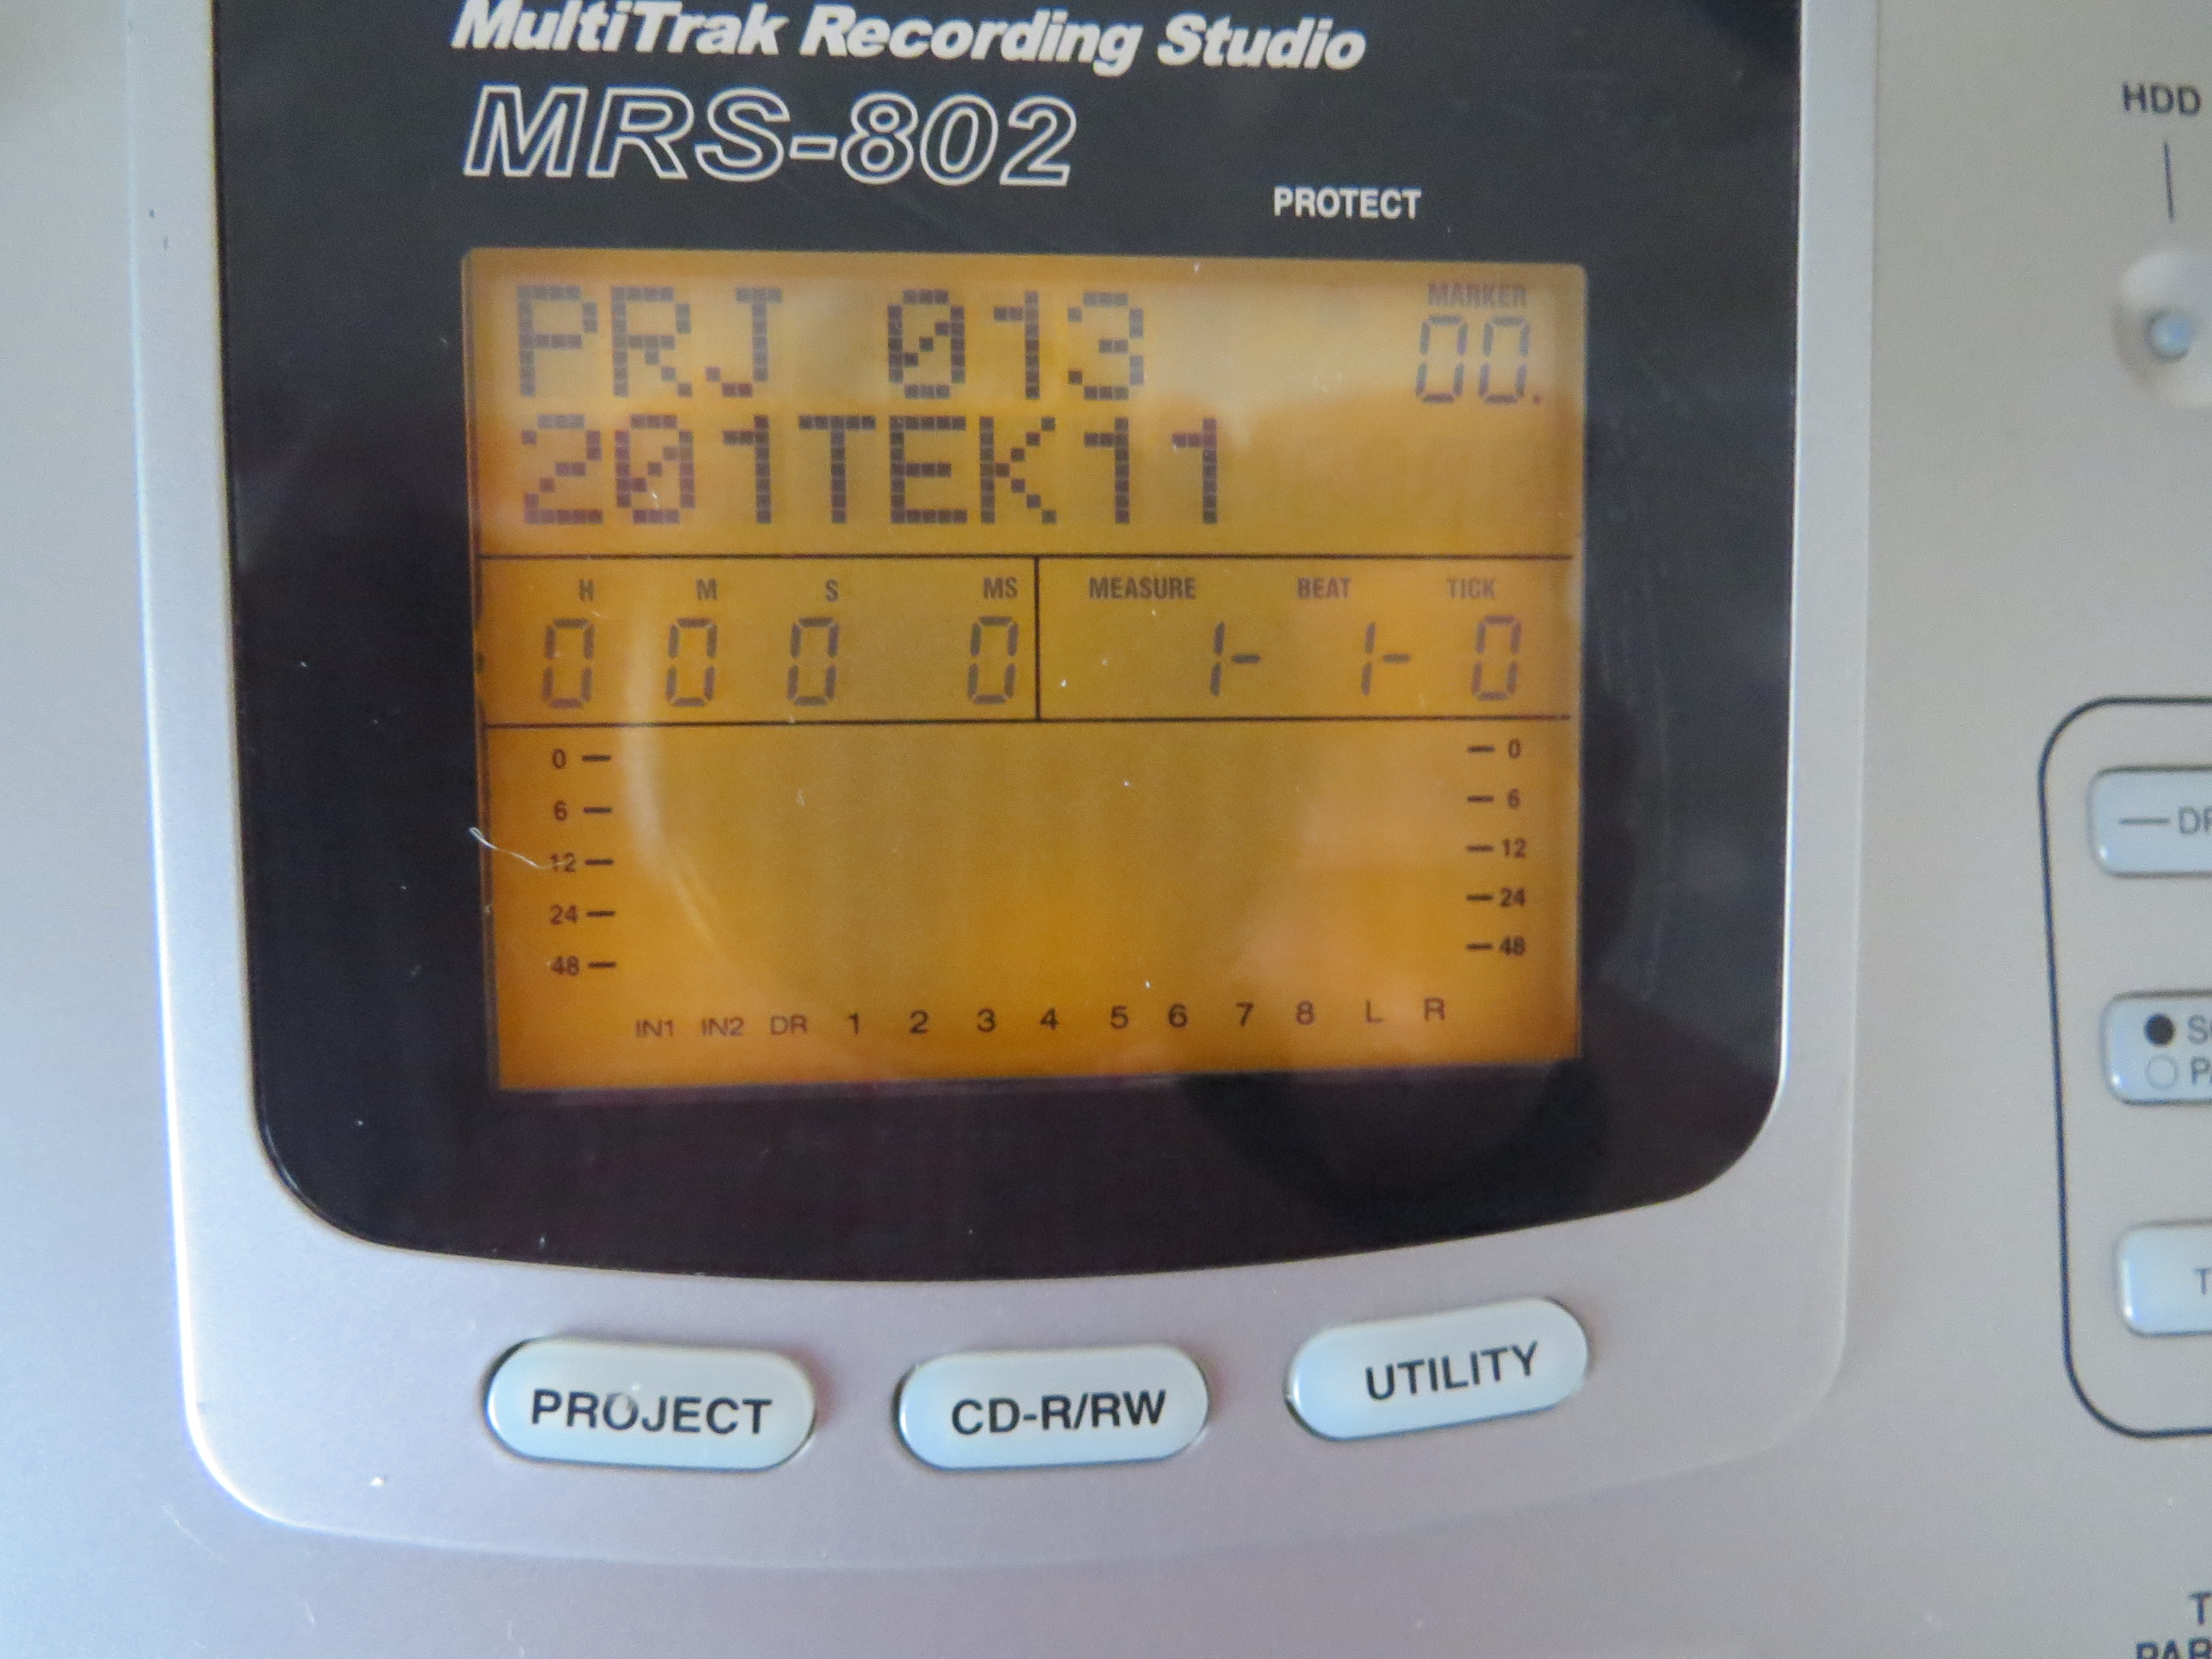 MultiTrak Recording Studio
MRS-802
PROTECT
HDD
PRJ 013
MARKER
00.
201TEK11
H M S MS MEASURE BEAT TICK
0 0 0 0 1- 1- 0
0 — — 0
6 — — 6
12 — — 12
24 — — 24
48 — — 48
IN1 IN2 DR 1 2 3 4 5 6 7 8 L R
PROJECT
CD-R/RW
UTILITY